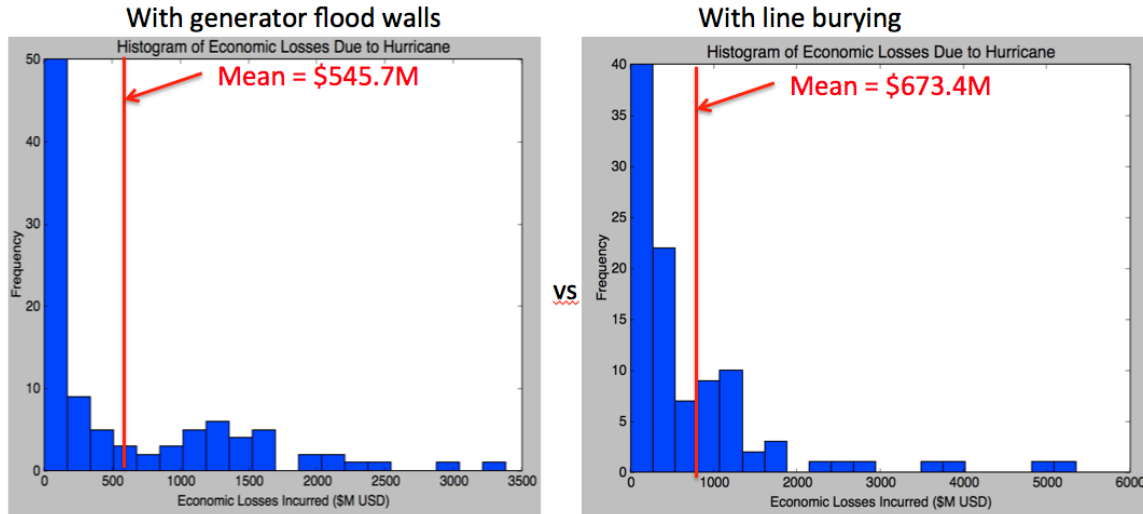 With generator flood walls
Histogram of Economic Losses Due to Hurricane
Mean = $545.7M
50
40
30
20
10
0
Frequency
0 500 1000 1500 2000 2500 3000 3500
Economic Losses Incurred ($M USD)
vs
With line burying
Histogram of Economic Losses Due to Hurricane
Mean = $673.4M
40
35
30
25
20
15
10
5
0
Frequency
0 1000 2000 3000 4000 5000 6000
Economic Losses Incurred ($M USD)